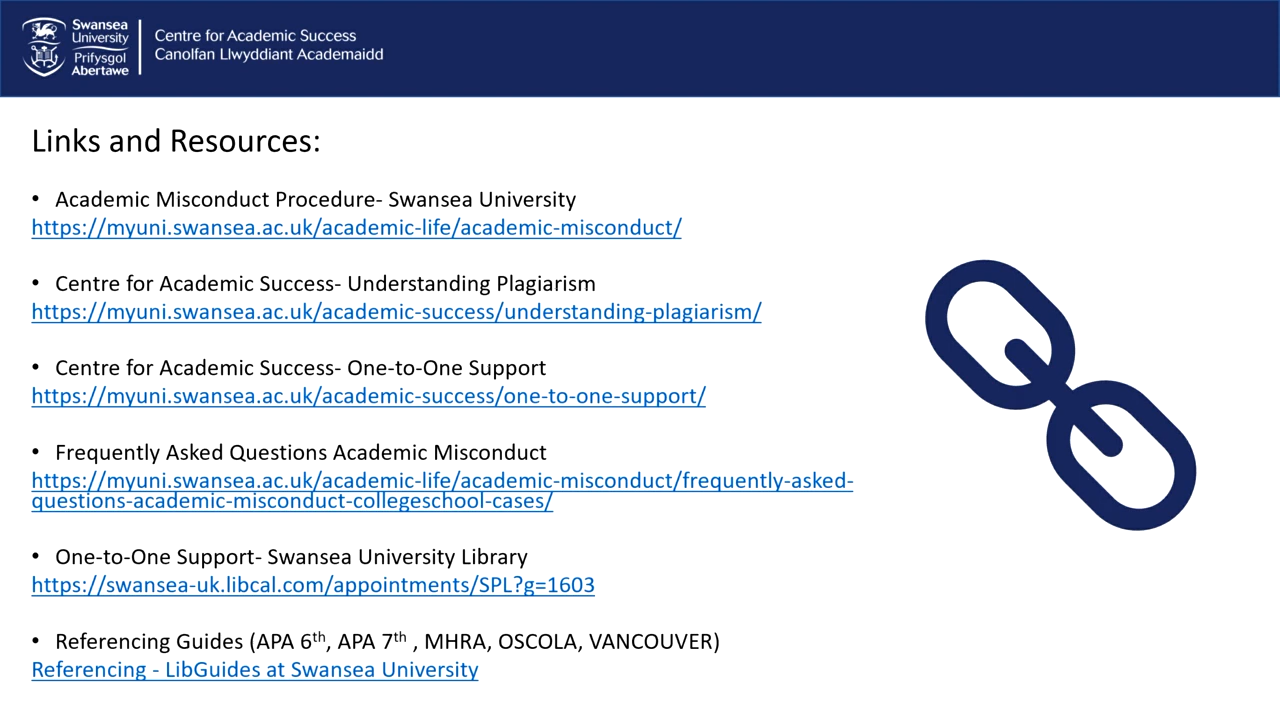 Swansea
University
Prifysgol
Abertawe
Centre for Academic Success
Canolfan Llwyddiant Academaidd
Links and Resources:
• Academic Misconduct Procedure- Swansea University
https://myuni.swansea.ac.uk/academic-life/academic-misconduct/
• Centre for Academic Success- Understanding Plagiarism
https://myuni.swansea.ac.uk/academic-success/understanding-plagiarism/
• Centre for Academic Success- One-to-One Support
https://myuni.swansea.ac.uk/academic-success/one-to-one-support/
• Frequently Asked Questions Academic Misconduct
https://myuni.swansea.ac.uk/academic-life/academic-misconduct/frequently-asked-
questions-academic-misconduct-collegeschool-cases/
• One-to-One Support- Swansea University Library
https://swansea-uk.libcal.com/appointments/SPL?g=1603
• Referencing Guides (APA 6th, APA 7th , MHRA, OSCOLA, VANCOUVER)
Referencing - LibGuides at Swansea University